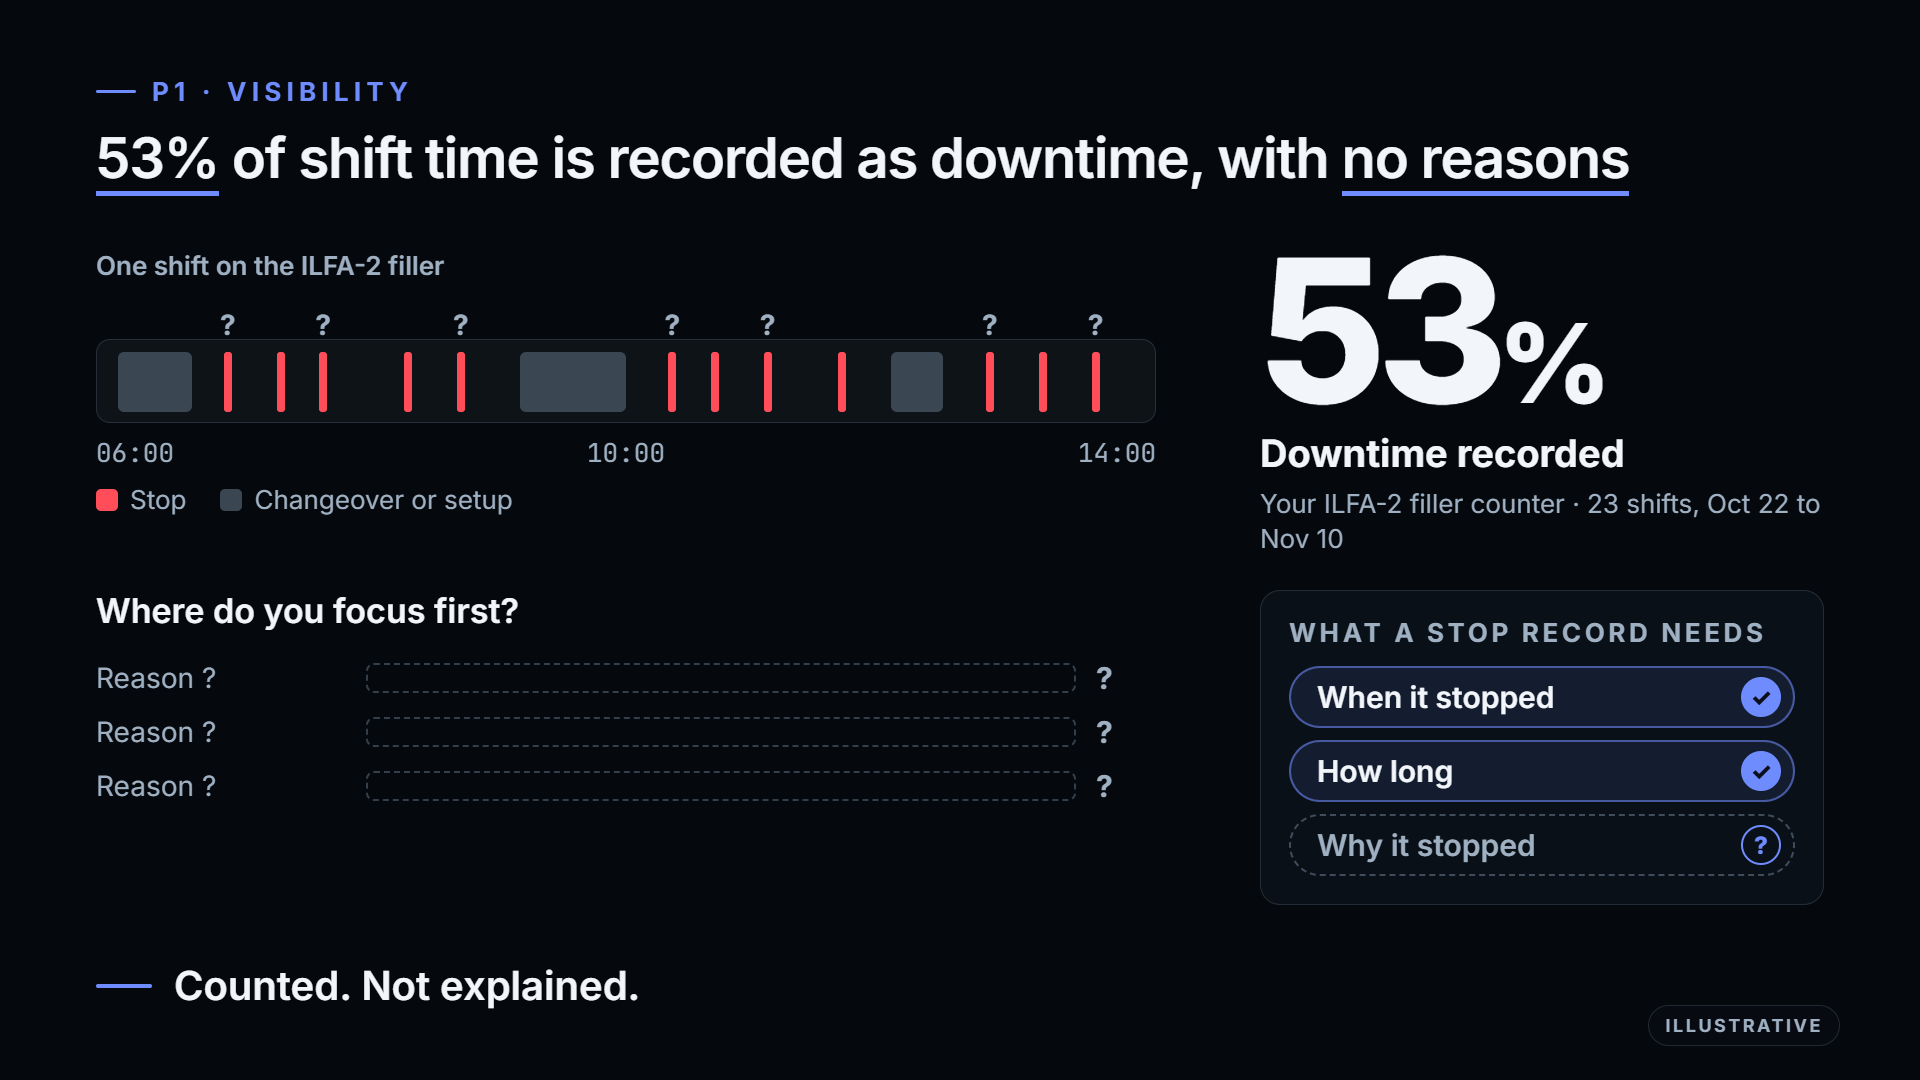 P1 · VISIBILITY
53% of shift time is recorded as downtime, with no reasons
One shift on the ILFA-2 filler
? ? ? ? ? ? ?
06:00 10:00 14:00
Stop Changeover or setup
Where do you focus first?
Reason ? ?
Reason ? ?
Reason ? ?
53%
Downtime recorded
Your ILFA-2 filler counter · 23 shifts, Oct 22 to
Nov 10
WHAT A STOP RECORD NEEDS
When it stopped
How long
Why it stopped ?
Counted. Not explained.
ILLUSTRATIVE